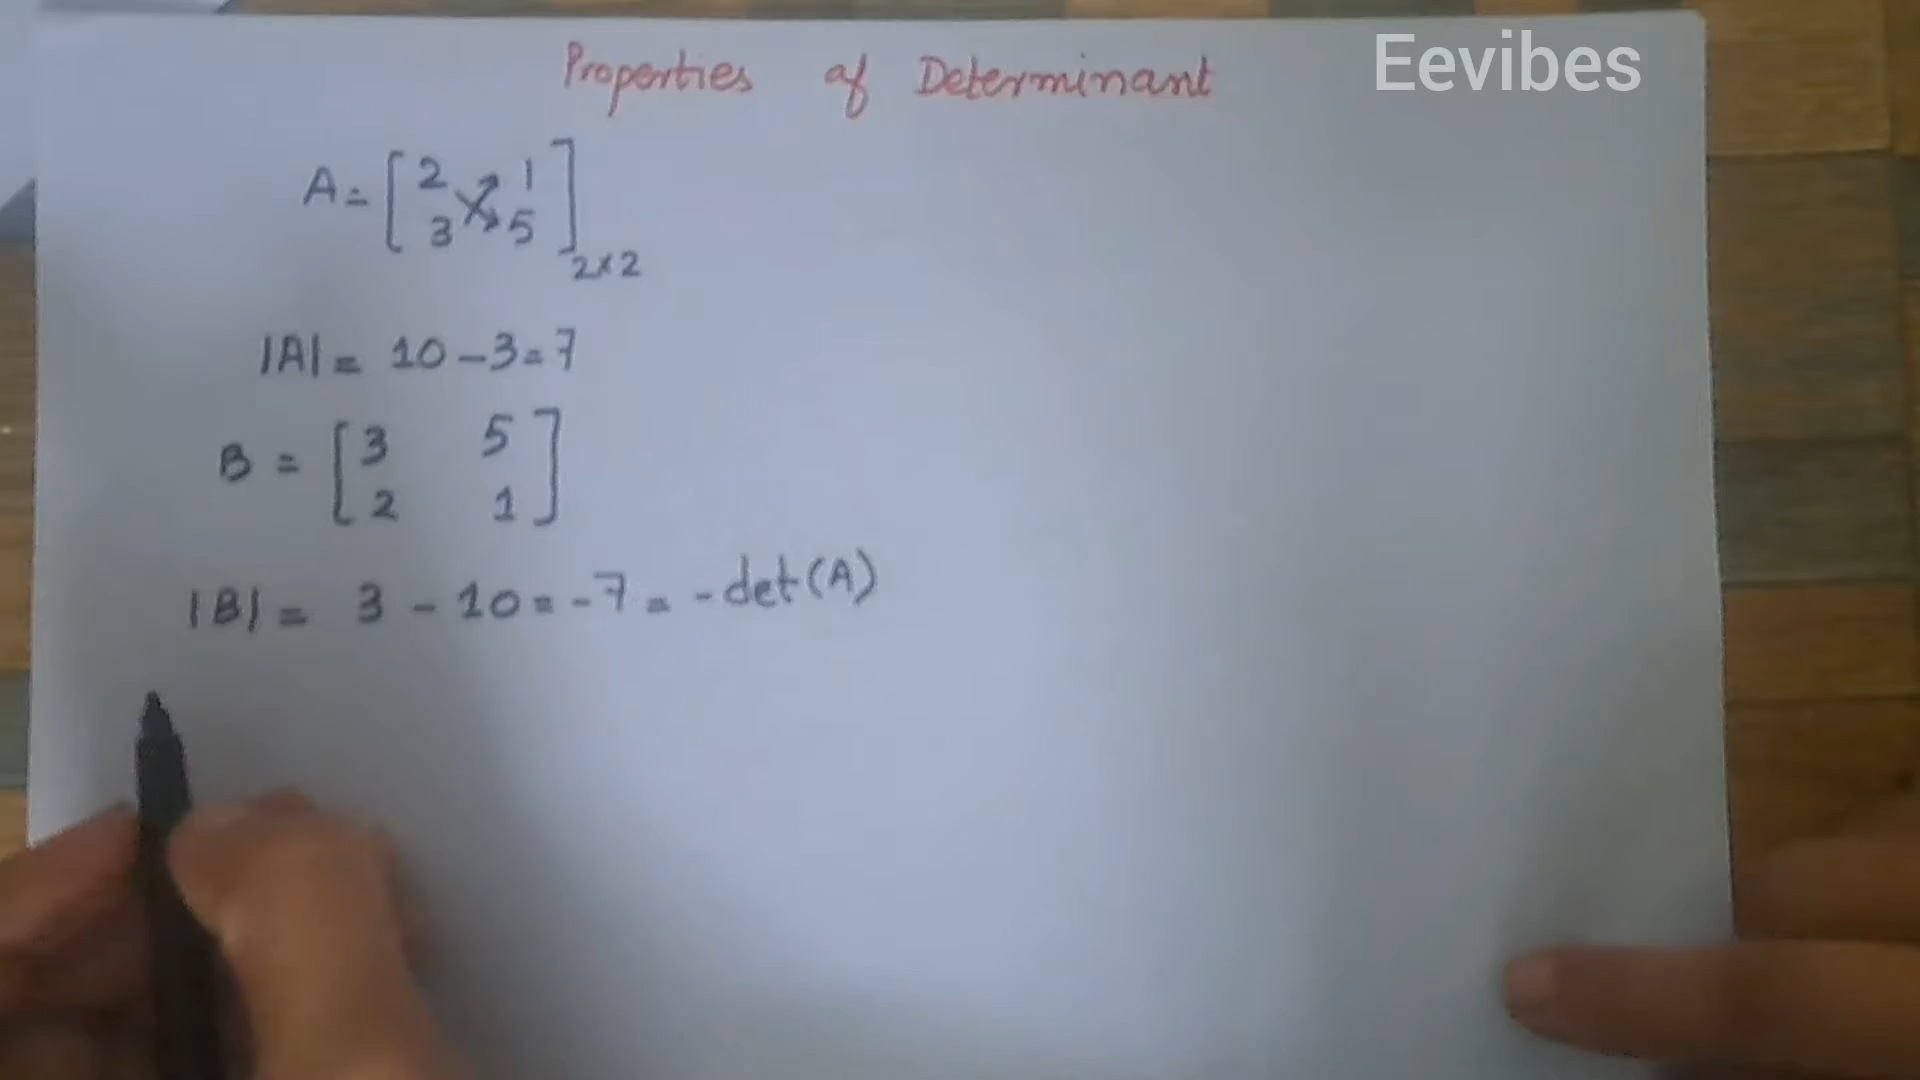 Properties of Determinant
Eevibes
A = [ 2 1
3 5 ] 2×2
|A| = 10 - 3 = 7
B = [ 3 5
2 1 ]
|B| = 3 - 10 = -7 = -det(A)